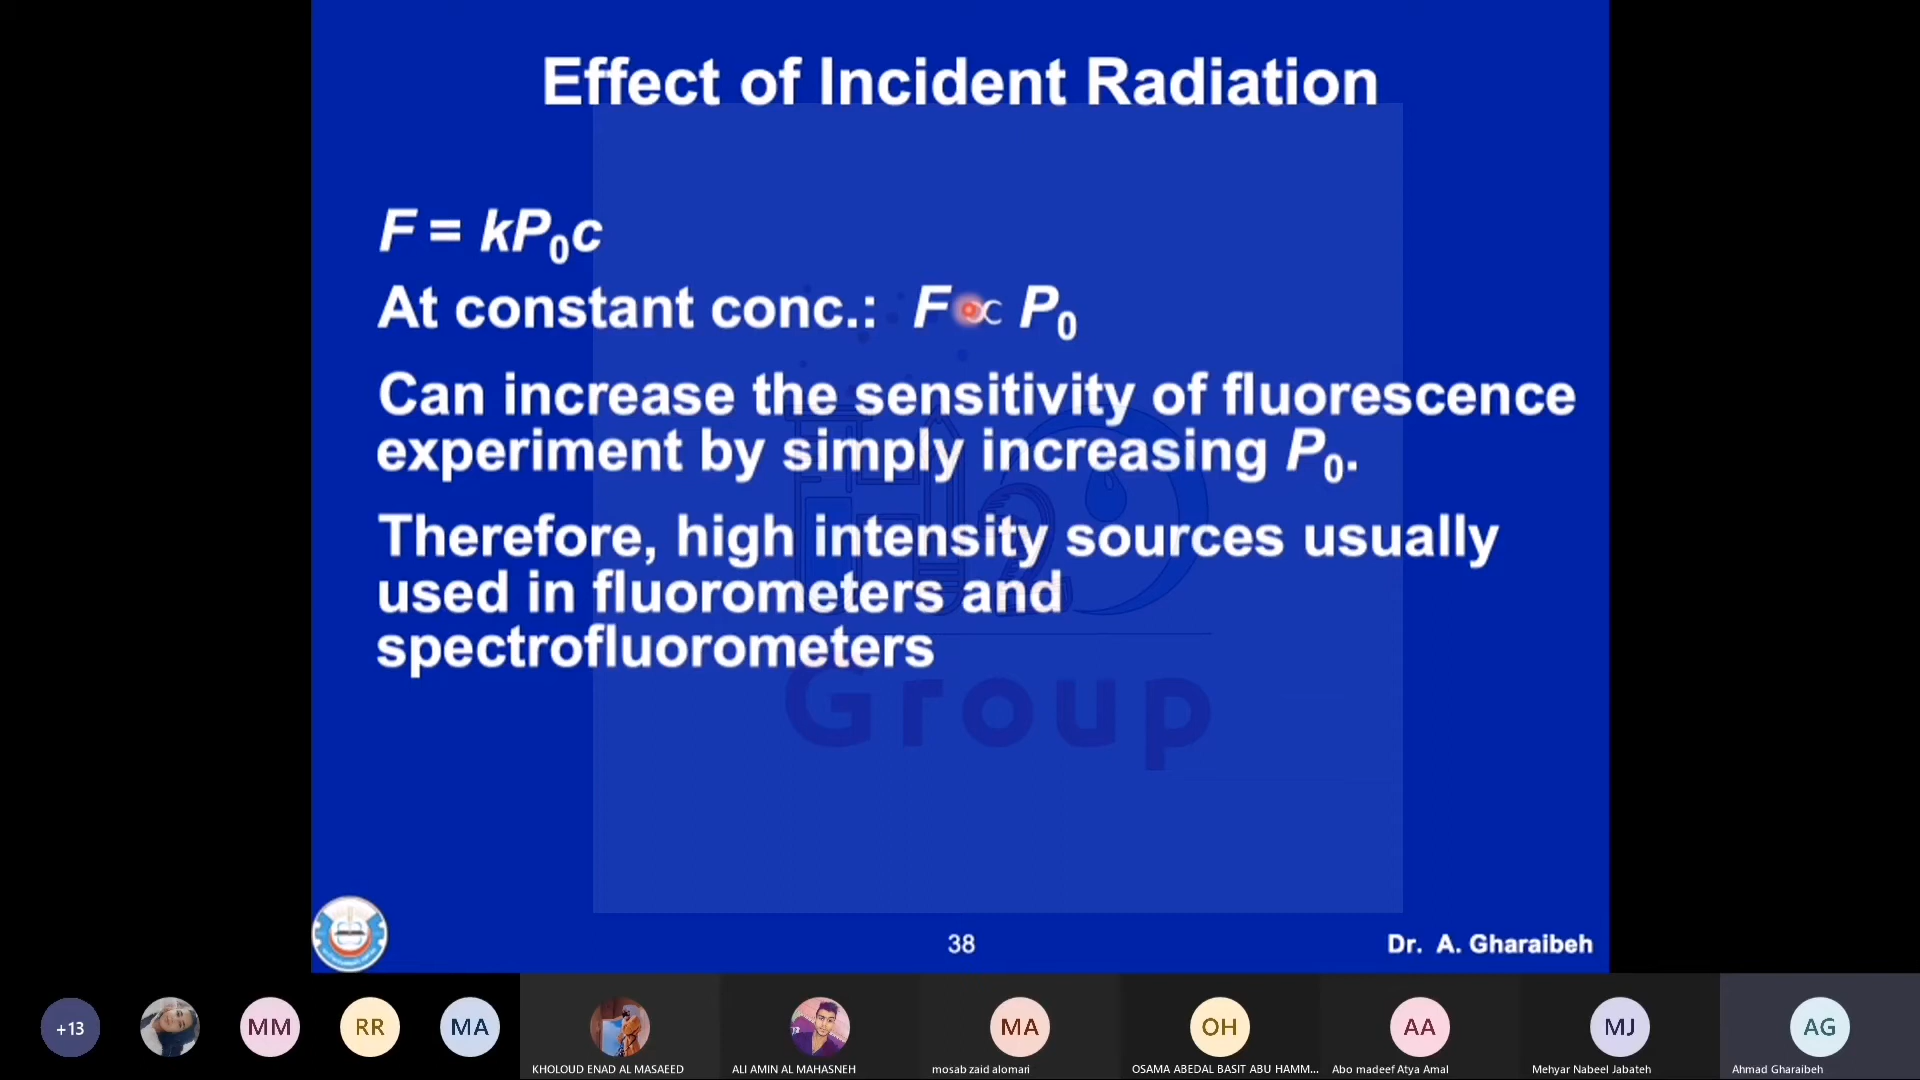 Effect of Incident Radiation
F = kP₀c
At constant conc.: F ∝ P₀
Can increase the sensitivity of fluorescence
experiment by simply increasing P₀.
Therefore, high intensity sources usually
used in fluorometers and
spectrofluorometers
H2O
Group
38
Dr. A. Gharaibeh
+13
MM
RR
MA
MA
OH
AA
MJ
AG
KHOLOUD ENAD AL MASAEED
ALI AMIN AL MAHASNEH
mosab zaid alomari
OSAMA ABEDAL BASIT ABU HAMM...
Abo madeef Atya Amal
Mehyar Nabeel Jabateh
Ahmad Gharaibeh